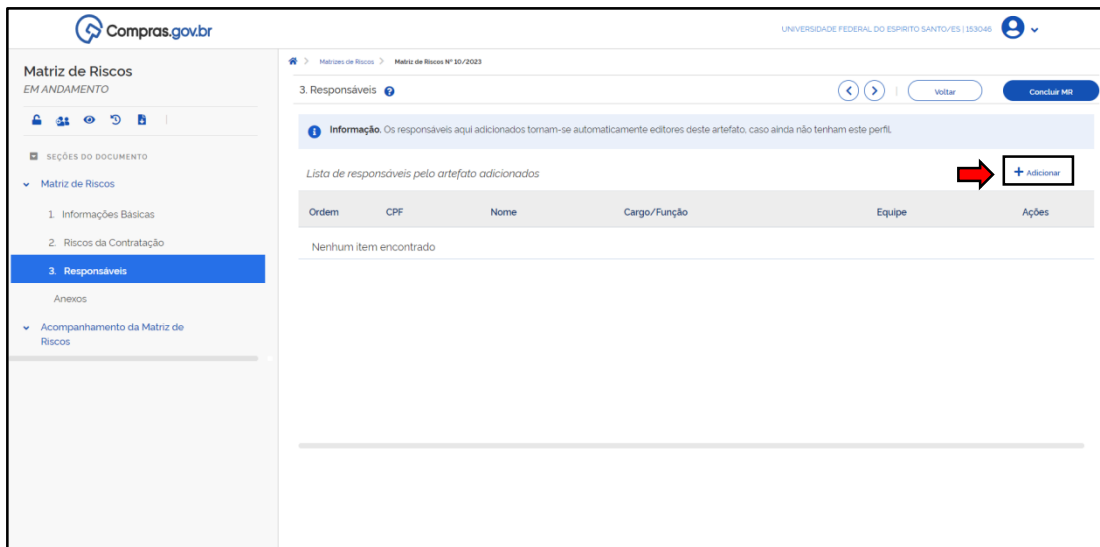 Compras.gov.br
UNIVERSIDADE FEDERAL DO ESPIRITO SANTO/ES | 153046
Matriz de Riscos
EM ANDAMENTO
SEÇÕES DO DOCUMENTO
Matriz de Riscos
1. Informações Básicas
2. Riscos da Contratação
3. Responsáveis
Anexos
Acompanhamento da Matriz de
Riscos
Matrizes de Riscos > Matriz de Riscos Nº 10/2023
3. Responsáveis
Voltar
Concluir MR
Informação. Os responsáveis aqui adicionados tornam-se automaticamente editores deste artefato, caso ainda não tenham este perfil.
Lista de responsáveis pelo artefato adicionados
+ Adicionar
Ordem CPF Nome Cargo/Função Equipe Ações
Nenhum item encontrado